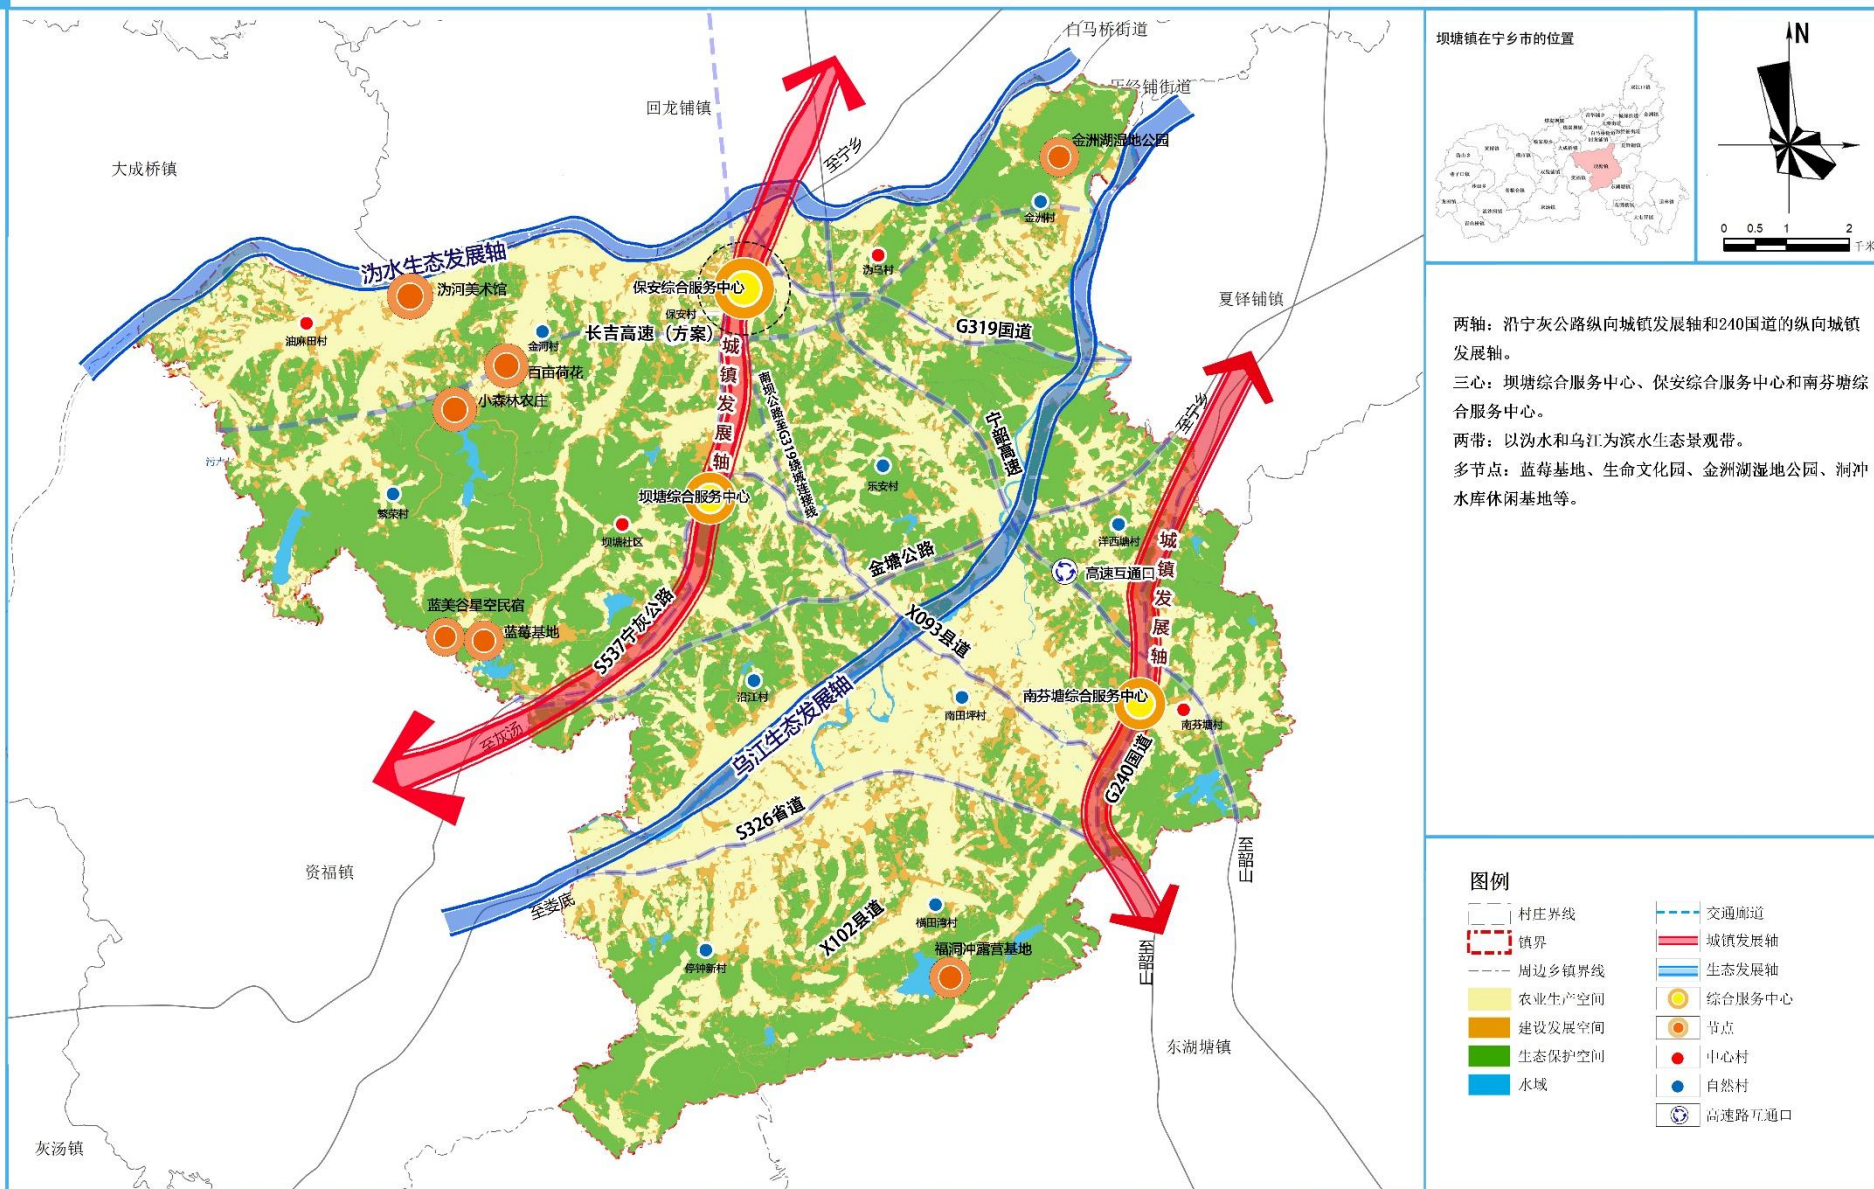 白马桥街道
历经铺街道
回龙铺镇
至宁乡
金洲湖湿地公园
大成桥镇
金洲村
沩水生态发展轴
沩乌村
沩河美术馆
保安综合服务中心
保安村
夏铎铺镇
油麻田村
金河村
长吉高速（方案）
G319国道
城镇发展轴
百亩荷花
小森林农庄
南坝公路至G319绕城连接线
宁韶高速
至宁乡
乐安村
繁荣村
坝塘综合服务中心
坝塘社区
洋西塘村
城镇发展轴
金塘公路
高速互通口
蓝美谷星空民宿
蓝莓基地
S537宁灰公路
X093县道
沿江村
南田坪村
南芬塘综合服务中心
南芬塘村
至灰汤
乌江生态发展轴
G240国道
S326省道
至韶山
资福镇
至娄底
X102县道
横田湾村
停钟新村
福洞冲露营基地
至韶山
东湖塘镇
灰汤镇
坝塘镇在宁乡市的位置
N
0 0.5 1 2
千米
两轴：沿宁灰公路纵向城镇发展轴和240国道的纵向城镇
发展轴。
三心：坝塘综合服务中心、保安综合服务中心和南芬塘综
合服务中心。
两带：以沩水和乌江为滨水生态景观带。
多节点：蓝莓基地、生命文化园、金洲湖湿地公园、洞冲
水库休闲基地等。
图例
村庄界线
镇界
周边乡镇界线
农业生产空间
建设发展空间
生态保护空间
水域
交通廊道
城镇发展轴
生态发展轴
综合服务中心
节点
中心村
自然村
高速路互通口